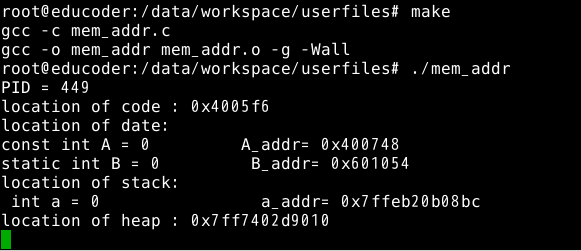 root@educoder:/data/workspace/userfiles# make
gcc -c mem_addr.c
gcc -o mem_addr mem_addr.o -g -Wall
root@educoder:/data/workspace/userfiles# ./mem_addr
PID = 449
location of code : 0x4005f6
location of date:
const int A = 0        A_addr= 0x400748
static int B = 0        B_addr= 0x601054
location of stack:
 int a = 0              a_addr= 0x7ffeb20b08bc
location of heap : 0x7ff7402d9010